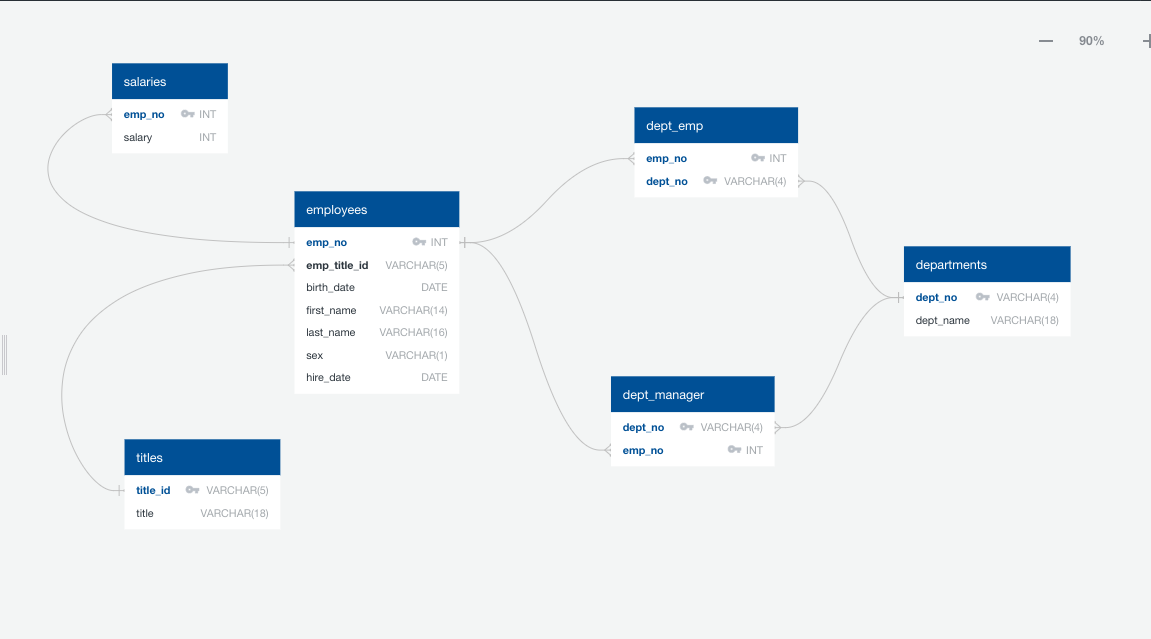 90%
salaries
emp_no INT
salary INT
dept_emp
emp_no INT
dept_no VARCHAR(4)
employees
emp_no INT
emp_title_id VARCHAR(5)
birth_date DATE
first_name VARCHAR(14)
last_name VARCHAR(16)
sex VARCHAR(1)
hire_date DATE
departments
dept_no VARCHAR(4)
dept_name VARCHAR(18)
dept_manager
dept_no VARCHAR(4)
emp_no INT
titles
title_id VARCHAR(5)
title VARCHAR(18)